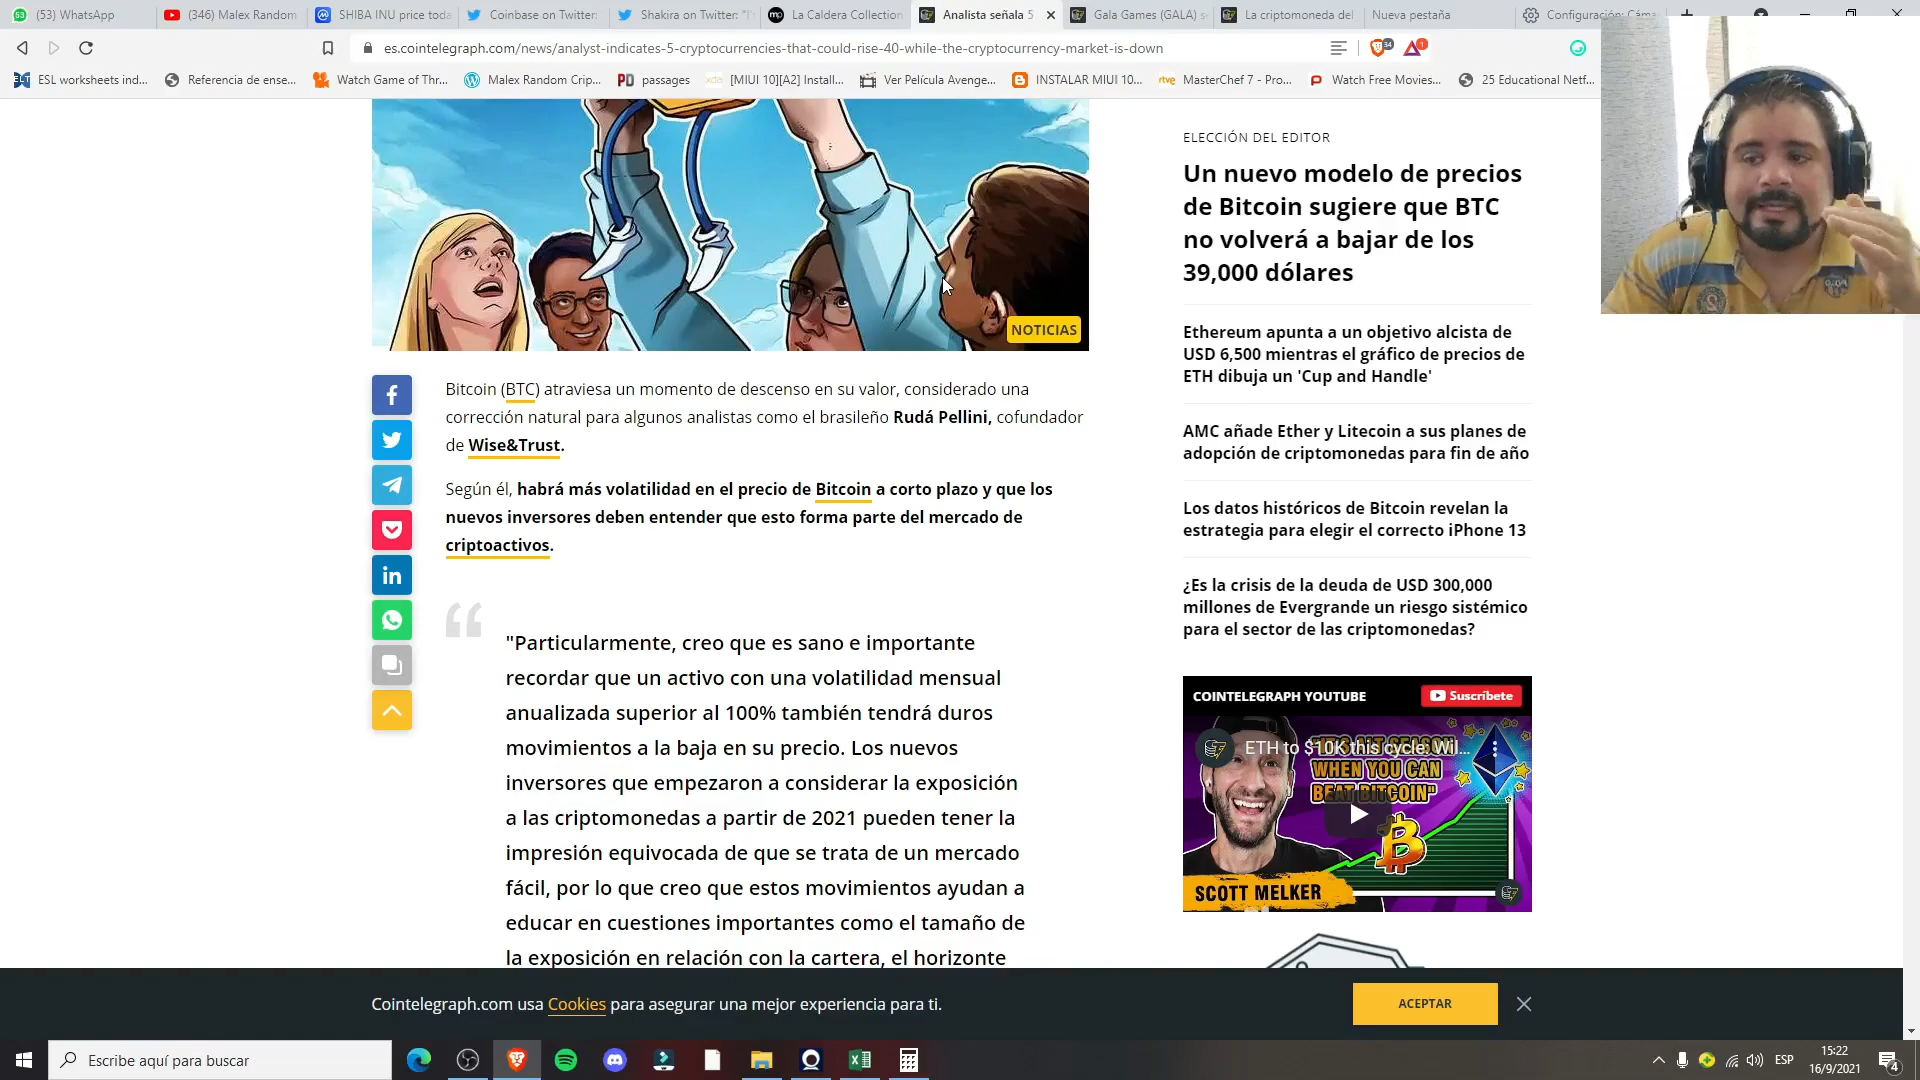 (53) WhatsApp
(346) Malex Random
SHIBA INU price toda
Coinbase on Twitter:
Shakira on Twitter: "I'
La Caldera Collection
Analista señala 5
Gala Games (GALA) s
La criptomoneda del
Nueva pestaña
Configuración: Cáma
es.cointelegraph.com/news/analyst-indicates-5-cryptocurrencies-that-could-rise-40-while-the-cryptocurrency-market-is-down
34
1
ESL worksheets ind...
Referencia de ense...
Watch Game of Thr...
Malex Random Crip...
passages
[MIUI 10][A2] Install...
Ver Película Avenge...
INSTALAR MIUI 10...
MasterChef 7 - Pro...
Watch Free Movies...
25 Educational Netf...
NOTICIAS
Bitcoin (BTC) atraviesa un momento de descenso en su valor, considerado una
corrección natural para algunos analistas como el brasileño Rudá Pellini, cofundador
de Wise&Trust.
Según él, habrá más volatilidad en el precio de Bitcoin a corto plazo y que los
nuevos inversores deben entender que esto forma parte del mercado de
criptoactivos.
"Particularmente, creo que es sano e importante
recordar que un activo con una volatilidad mensual
anualizada superior al 100% también tendrá duros
movimientos a la baja en su precio. Los nuevos
inversores que empezaron a considerar la exposición
a las criptomonedas a partir de 2021 pueden tener la
impresión equivocada de que se trata de un mercado
fácil, por lo que creo que estos movimientos ayudan a
educar en cuestiones importantes como el tamaño de
la exposición en relación con la cartera, el horizonte
ELECCIÓN DEL EDITOR
Un nuevo modelo de precios
de Bitcoin sugiere que BTC
no volverá a bajar de los
39,000 dólares
Ethereum apunta a un objetivo alcista de
USD 6,500 mientras el gráfico de precios de
ETH dibuja un 'Cup and Handle'
AMC añade Ether y Litecoin a sus planes de
adopción de criptomonedas para fin de año
Los datos históricos de Bitcoin revelan la
estrategia para elegir el correcto iPhone 13
¿Es la crisis de la deuda de USD 300,000
millones de Evergrande un riesgo sistémico
para el sector de las criptomonedas?
COINTELEGRAPH YOUTUBE
Suscríbete
ETH to $10K this cycle. Wil...
WHEN YOU CAN
BEAT BITCOIN"
SCOTT MELKER
Cointelegraph.com usa Cookies para asegurar una mejor experiencia para ti.
ACEPTAR
Escribe aquí para buscar
ESP
15:22
16/9/2021
4